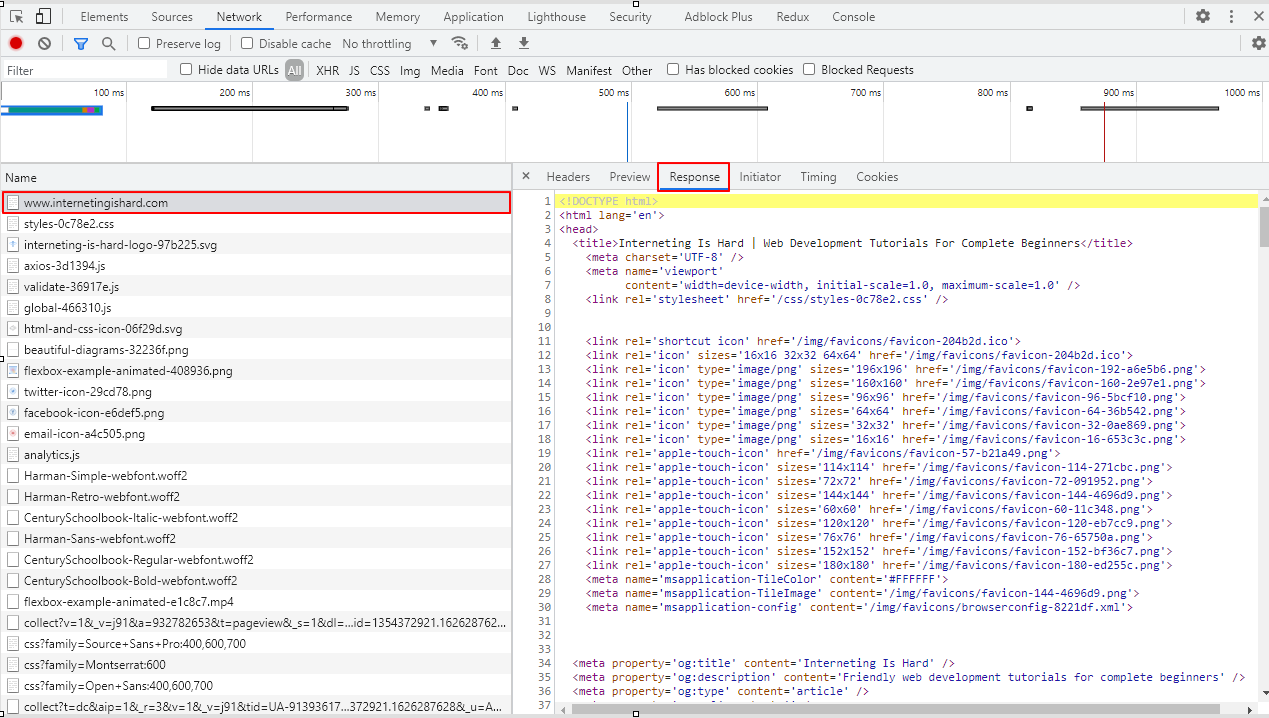 Elements Sources Network Performance Memory Application Lighthouse Security Adblock Plus Redux Console
Preserve log Disable cache No throttling
Filter Hide data URLs All XHR JS CSS Img Media Font Doc WS Manifest Other Has blocked cookies Blocked Requests
100 ms 200 ms 300 ms 400 ms 500 ms 600 ms 700 ms 800 ms 900 ms 1000 ms
Name
www.internetingishard.com
styles-0c78e2.css
interneting-is-hard-logo-97b225.svg
axios-3d1394.js
validate-36917e.js
global-466310.js
html-and-css-icon-06f29d.svg
beautiful-diagrams-32236f.png
flexbox-example-animated-408936.png
twitter-icon-29cd78.png
facebook-icon-e6def5.png
email-icon-a4c505.png
analytics.js
Harman-Simple-webfont.woff2
Harman-Retro-webfont.woff2
CenturySchoolbook-Italic-webfont.woff2
Harman-Sans-webfont.woff2
CenturySchoolbook-Regular-webfont.woff2
CenturySchoolbook-Bold-webfont.woff2
flexbox-example-animated-e1c8c7.mp4
collect?v=1&_v=j91&a=932782653&t=pageview&_s=1&dl=...id=1354372921.162628762...
css?family=Source+Sans+Pro:400,600,700
css?family=Montserrat:600
css?family=Open+Sans:400,600,700
collect?t=dc&aip=1&_r=3&v=1&_v=j91&tid=UA-91393617...372921.1626287628&_u=A...
Headers Preview Response Initiator Timing Cookies
1 <!DOCTYPE html>
2 <html lang='en'>
3 <head>
4 <title>Interneting Is Hard | Web Development Tutorials For Complete Beginners</title>
5 <meta charset='UTF-8' />
6 <meta name='viewport'
7 content='width=device-width, initial-scale=1.0, maximum-scale=1.0' />
8 <link rel='stylesheet' href='/css/styles-0c78e2.css' />
9
10
11 <link rel='shortcut icon' href='/img/favicons/favicon-204b2d.ico'>
12 <link rel='icon' sizes='16x16 32x32 64x64' href='/img/favicons/favicon-204b2d.ico'>
13 <link rel='icon' type='image/png' sizes='196x196' href='/img/favicons/favicon-192-a6e5b6.png'>
14 <link rel='icon' type='image/png' sizes='160x160' href='/img/favicons/favicon-160-2e97e1.png'>
15 <link rel='icon' type='image/png' sizes='96x96' href='/img/favicons/favicon-96-5bcf10.png'>
16 <link rel='icon' type='image/png' sizes='64x64' href='/img/favicons/favicon-64-36b542.png'>
17 <link rel='icon' type='image/png' sizes='32x32' href='/img/favicons/favicon-32-0ae869.png'>
18 <link rel='icon' type='image/png' sizes='16x16' href='/img/favicons/favicon-16-653c3c.png'>
19 <link rel='apple-touch-icon' href='/img/favicons/favicon-57-b21a49.png'>
20 <link rel='apple-touch-icon' sizes='114x114' href='/img/favicons/favicon-114-271cbc.png'>
21 <link rel='apple-touch-icon' sizes='72x72' href='/img/favicons/favicon-72-091952.png'>
22 <link rel='apple-touch-icon' sizes='144x144' href='/img/favicons/favicon-144-4696d9.png'>
23 <link rel='apple-touch-icon' sizes='60x60' href='/img/favicons/favicon-60-11c348.png'>
24 <link rel='apple-touch-icon' sizes='120x120' href='/img/favicons/favicon-120-eb7cc9.png'>
25 <link rel='apple-touch-icon' sizes='76x76' href='/img/favicons/favicon-76-65750a.png'>
26 <link rel='apple-touch-icon' sizes='152x152' href='/img/favicons/favicon-152-bf36c7.png'>
27 <link rel='apple-touch-icon' sizes='180x180' href='/img/favicons/favicon-180-ed255c.png'>
28 <meta name='msapplication-TileColor' content='#FFFFFF'>
29 <meta name='msapplication-TileImage' content='/img/favicons/favicon-144-4696d9.png'>
30 <meta name='msapplication-config' content='/img/favicons/browserconfig-8221df.xml'>
31
32
33
34 <meta property='og:title' content='Interneting Is Hard' />
35 <meta property='og:description' content='Friendly web development tutorials for complete beginners' />
36 <meta property='og:type' content='article' />
37